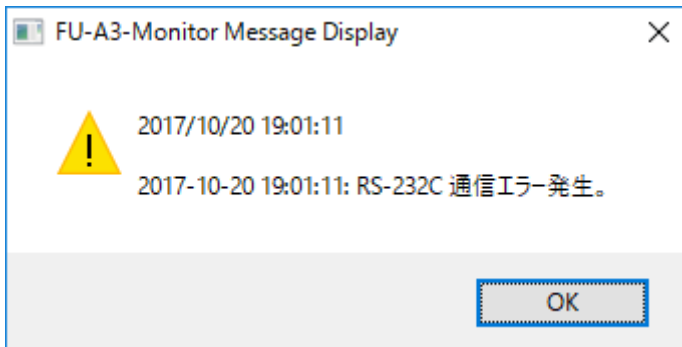 FU-A3-Monitor Message Display
2017/10/20 19:01:11
2017-10-20 19:01:11: RS-232C 通信ｴﾗｰ発生。
OK